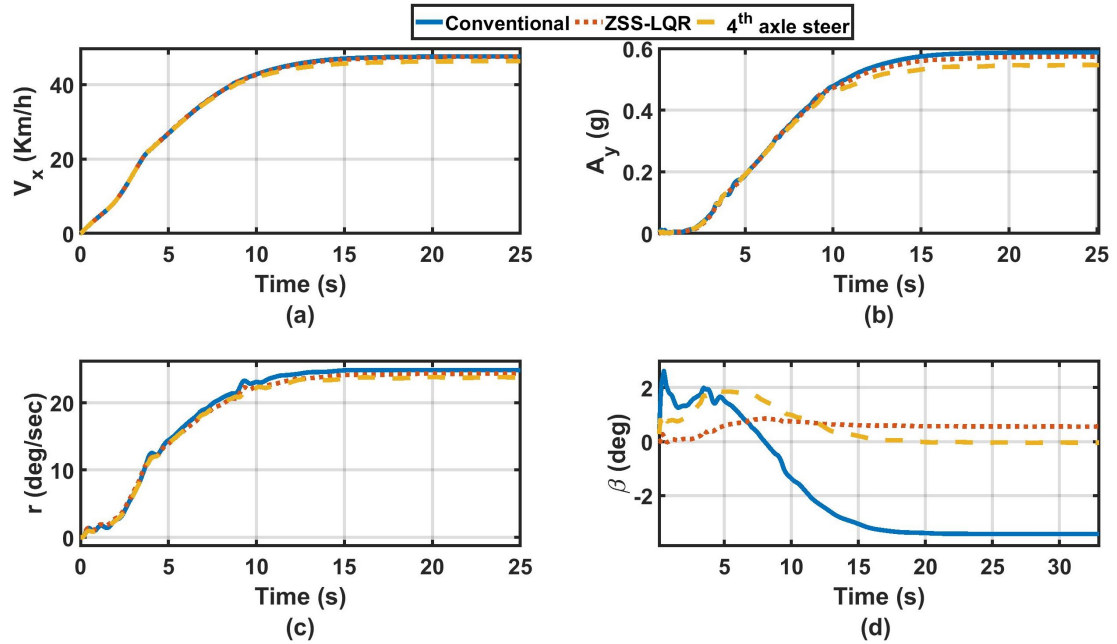 Conventional ZSS-LQR 4th axle steer
40
20
0
Vx (Km/h)
0 5 10 15 20 25
Time (s)
(a)
0.6
0.4
0.2
0
Ay (g)
5 10 15 20 25
Time (s)
(b)
20
10
0
r (deg/sec)
0 5 10 15 20 25
Time (s)
(c)
2
0
-2
β (deg)
5 10 15 20 25 30
Time (s)
(d)